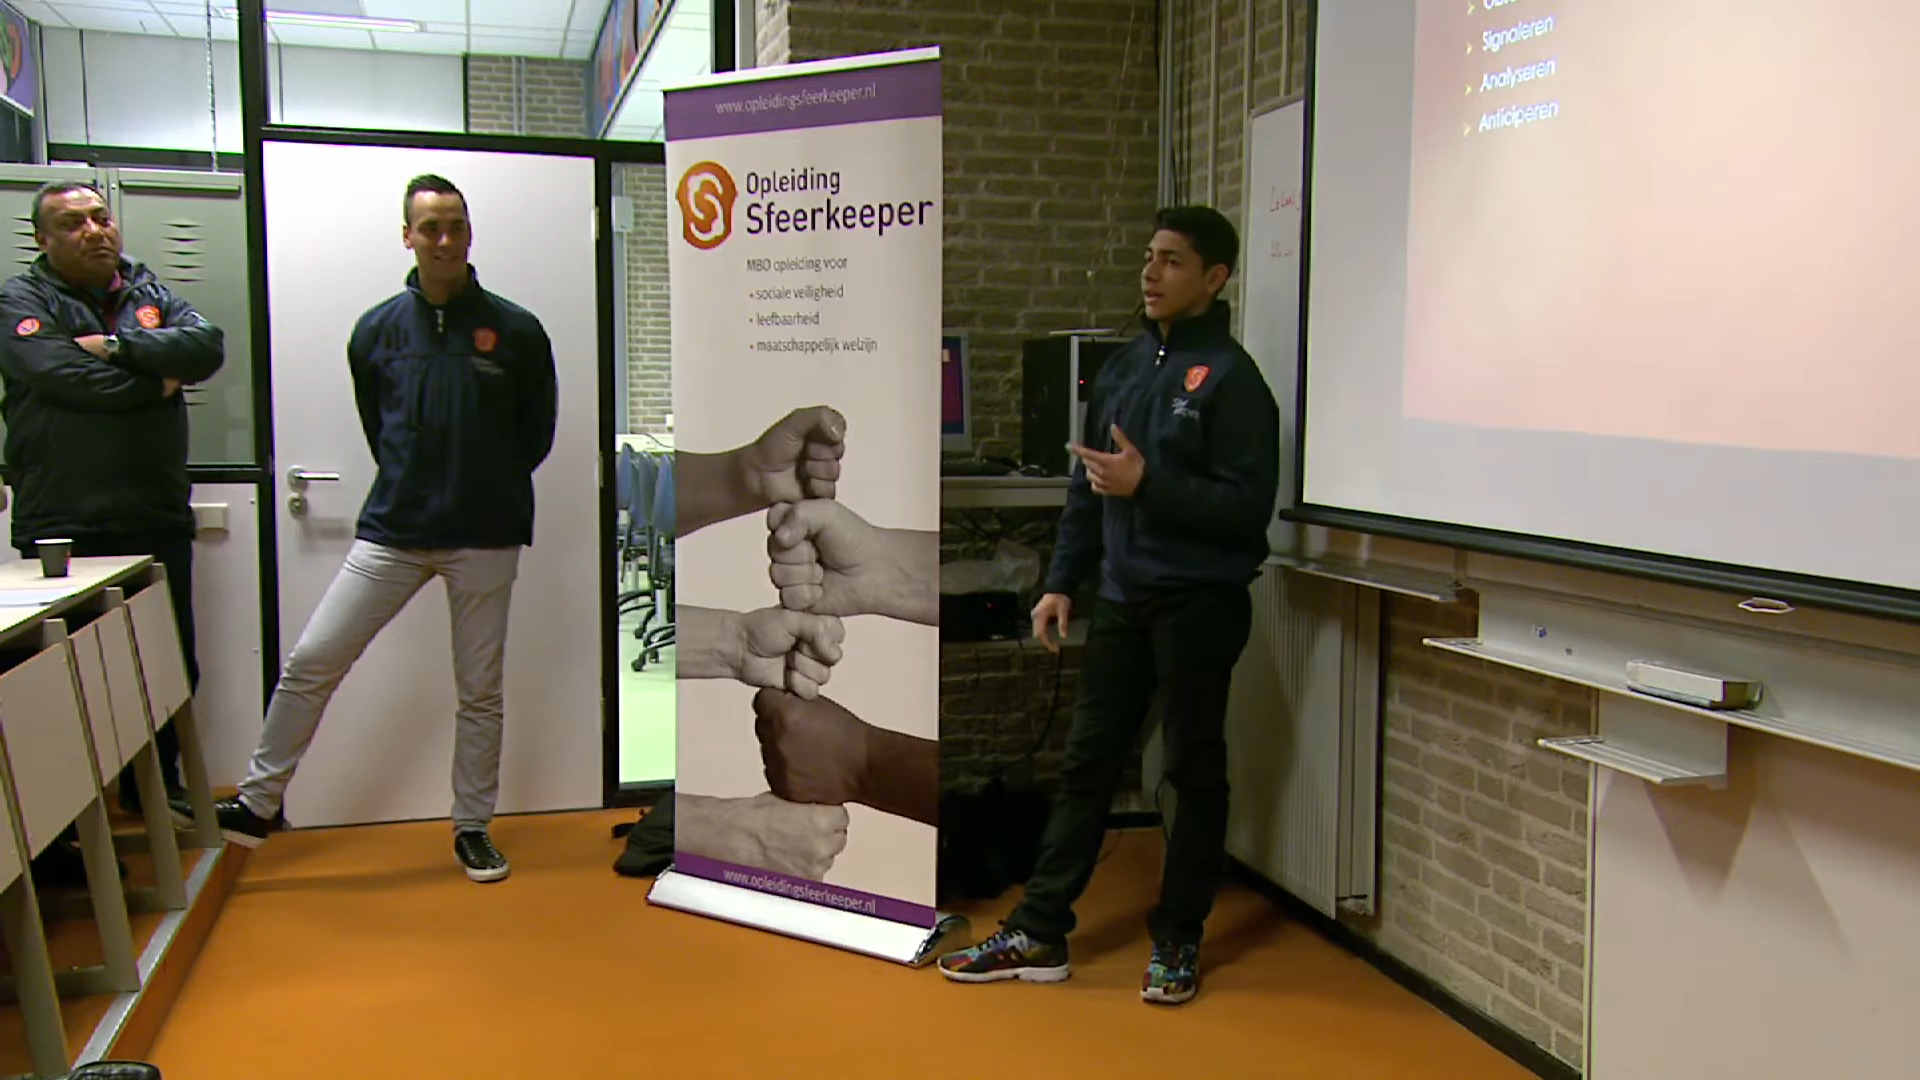 www.opleidingsfeerkeeper.nl
Opleiding
Sfeerkeeper
MBO opleiding voor
• sociale veiligheid
• leefbaarheid
• maatschappelijk welzijn
www.opleidingsfeerkeeper.nl
Signaleren
Analyseren
Anticiperen